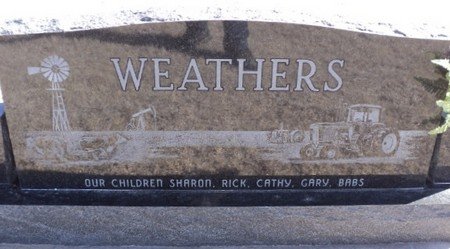 WEATHERS
OUR CHILDREN SHARON, RICK, CATHY, GARY, BABS